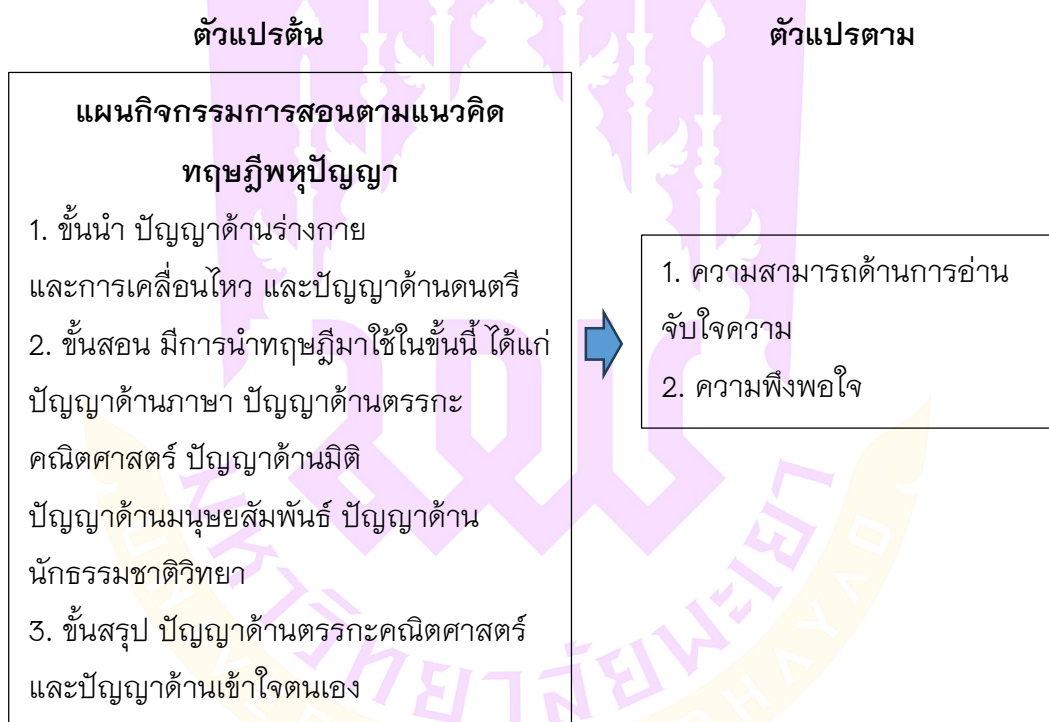 ตัวแปรต้น
ตัวแปรตาม
แผนกิจกรรมการสอนตามแนวคิด
ทฤษฎีพหุปัญญา
1. ขั้นนำ ปัญญาด้านร่างกาย
และการเคลื่อนไหว และปัญญาด้านดนตรี
2. ขั้นสอน มีการนำทฤษฎีมาใช้ในขั้นนี้ ได้แก่
ปัญญาด้านภาษา ปัญญาด้านตรรกะ
คณิตศาสตร์ ปัญญาด้านมิติ
ปัญญาด้านมนุษยสัมพันธ์ ปัญญาด้าน
นักธรรมชาติวิทยา
3. ขั้นสรุป ปัญญาด้านตรรกะคณิตศาสตร์
และปัญญาด้านเข้าใจตนเอง
1. ความสามารถด้านการอ่าน
จับใจความ
2. ความพึงพอใจ
มหาวิทยาลัยพะเยา